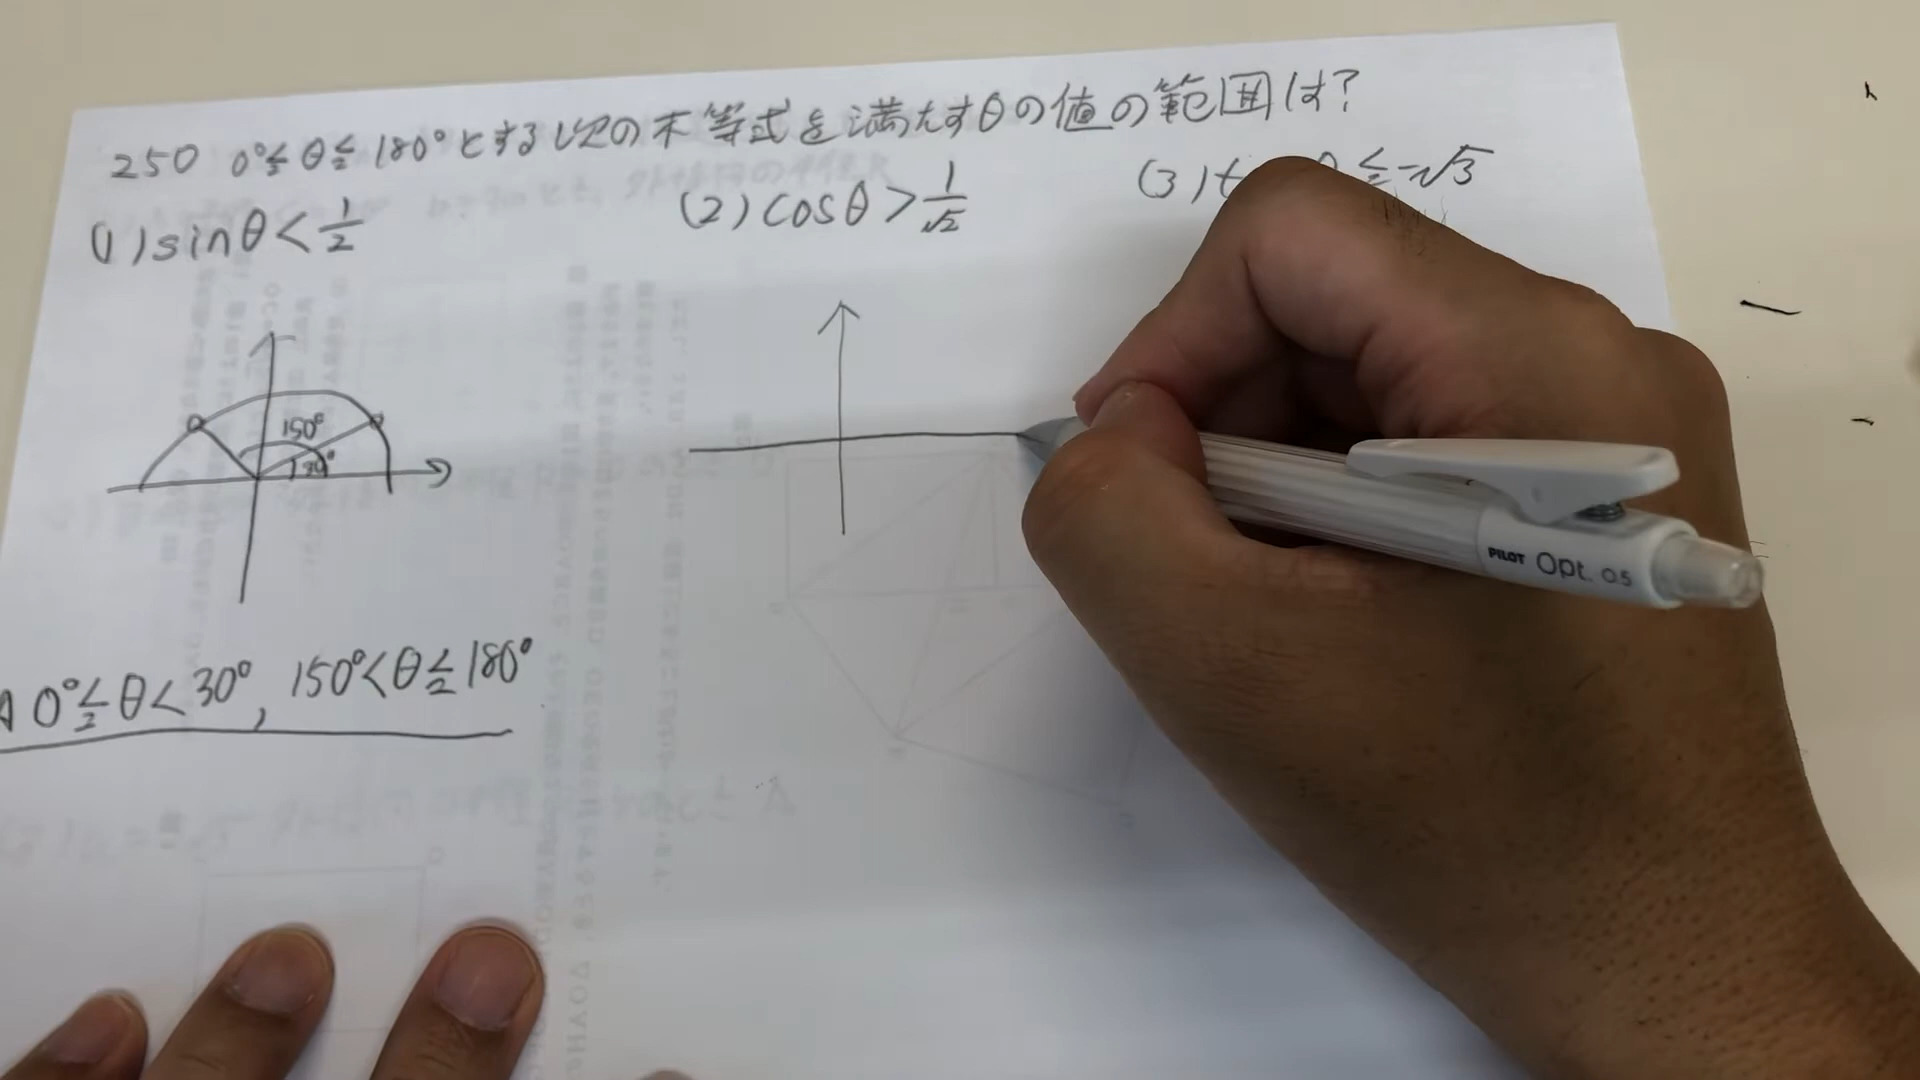 250 0°≦θ≦180°とする次の不等式を満たすθの値の範囲は?
(1)sinθ<1/2 (2)cosθ>1/√2 (3)t θ≦-√3
150°
30°
A 0°≦θ<30°, 150°<θ≦180°
PILOT Opt. 0.5